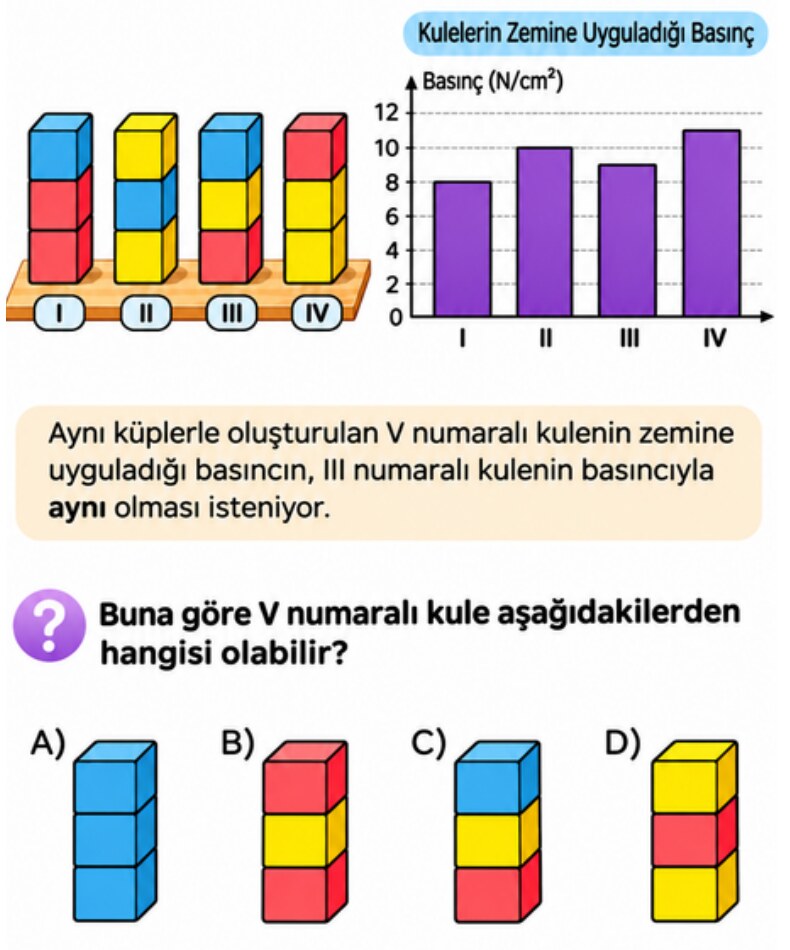 Kulelerin Zemine Uyguladığı Basınç
Basınç (N/cm²)
12
10
8
6
4
2
0
I II III IV
I II III IV
Aynı küplerle oluşturulan V numaralı kulenin zemine
uyguladığı basıncın, III numaralı kulenin basıncıyla
aynı olması isteniyor.
?
Buna göre V numaralı kule aşağıdakilerden
hangisi olabilir?
A) B) C) D)